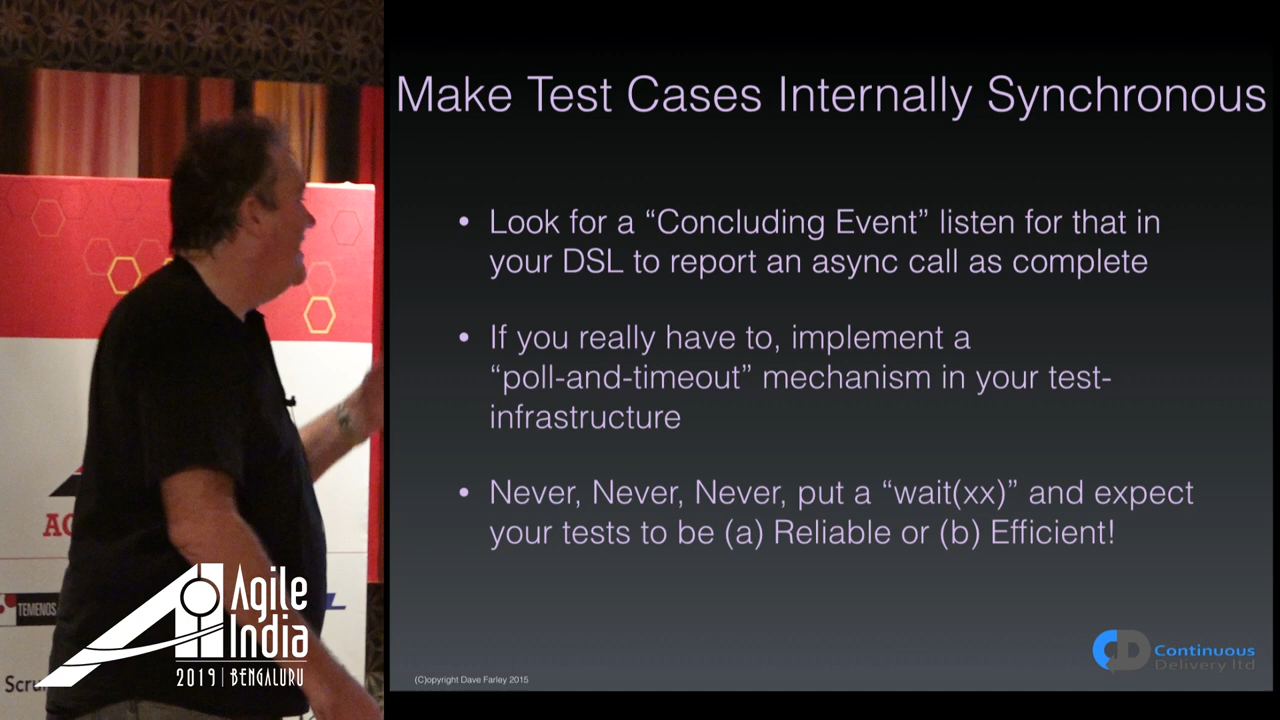 Make Test Cases Internally Synchronous
• Look for a “Concluding Event” listen for that in
your DSL to report an async call as complete
• If you really have to, implement a
“poll-and-timeout” mechanism in your test-
infrastructure
• Never, Never, Never, put a “wait(xx)” and expect
your tests to be (a) Reliable or (b) Efficient!
(C)opyright Dave Farley 2015
CD Continuous
Delivery ltd
TEMENOS
Agile
India
2019 | BENGALURU